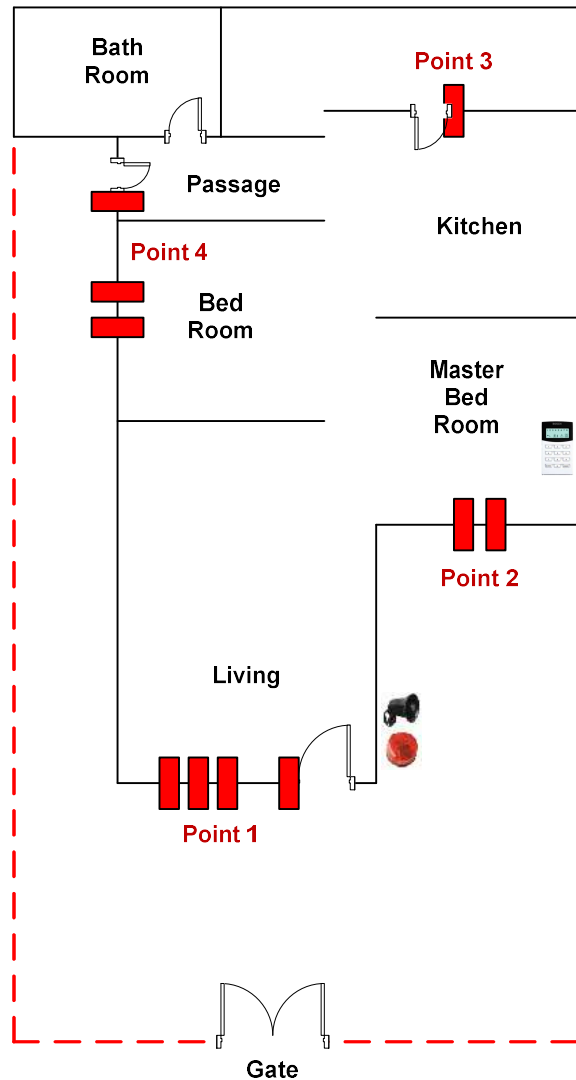 Bath
Room
Point 3
Passage
Kitchen
Point 4
Bed
Room
Master
Bed
Room
Point 2
Living
Point 1
Gate